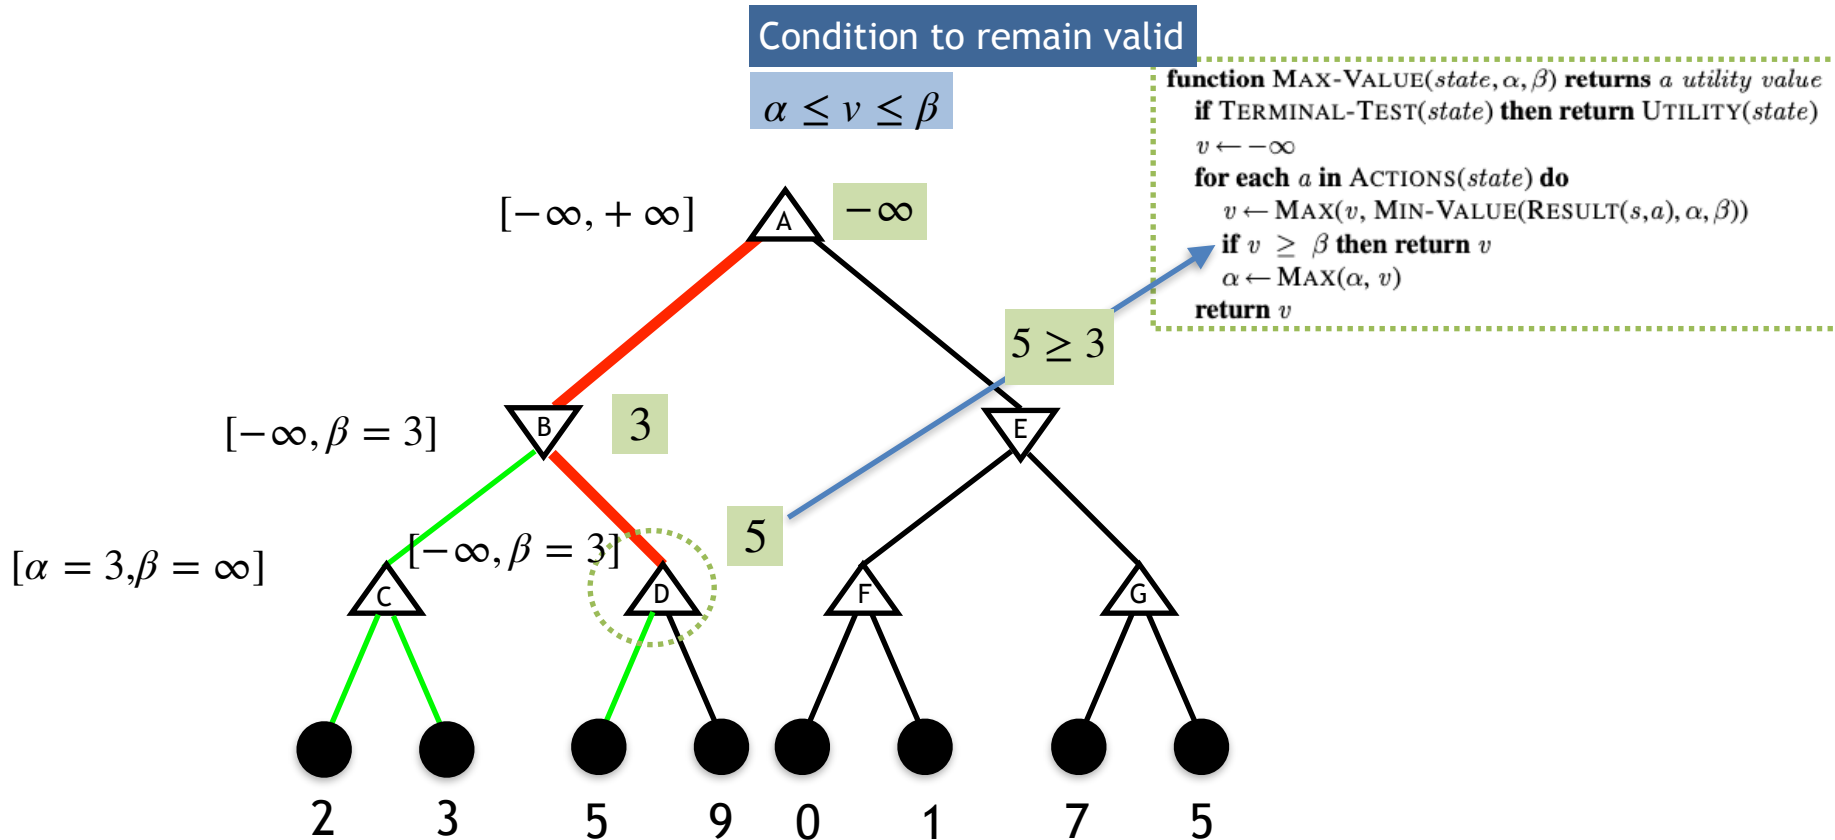 Condition to remain valid
α ≤ v ≤ β
function MAX-VALUE(state, α, β) returns a utility value
if TERMINAL-TEST(state) then return UTILITY(state)
v ← −∞
for each a in ACTIONS(state) do
v ← MAX(v, MIN-VALUE(RESULT(s,a), α, β))
if v ≥ β then return v
α ← MAX(α, v)
return v
[−∞, + ∞]
A
−∞
5 ≥ 3
[−∞, β = 3]
B
3
E
5
[−∞, β = 3]
[α = 3,β = ∞]
C
D
F
G
2 3 5 9 0 1 7 5